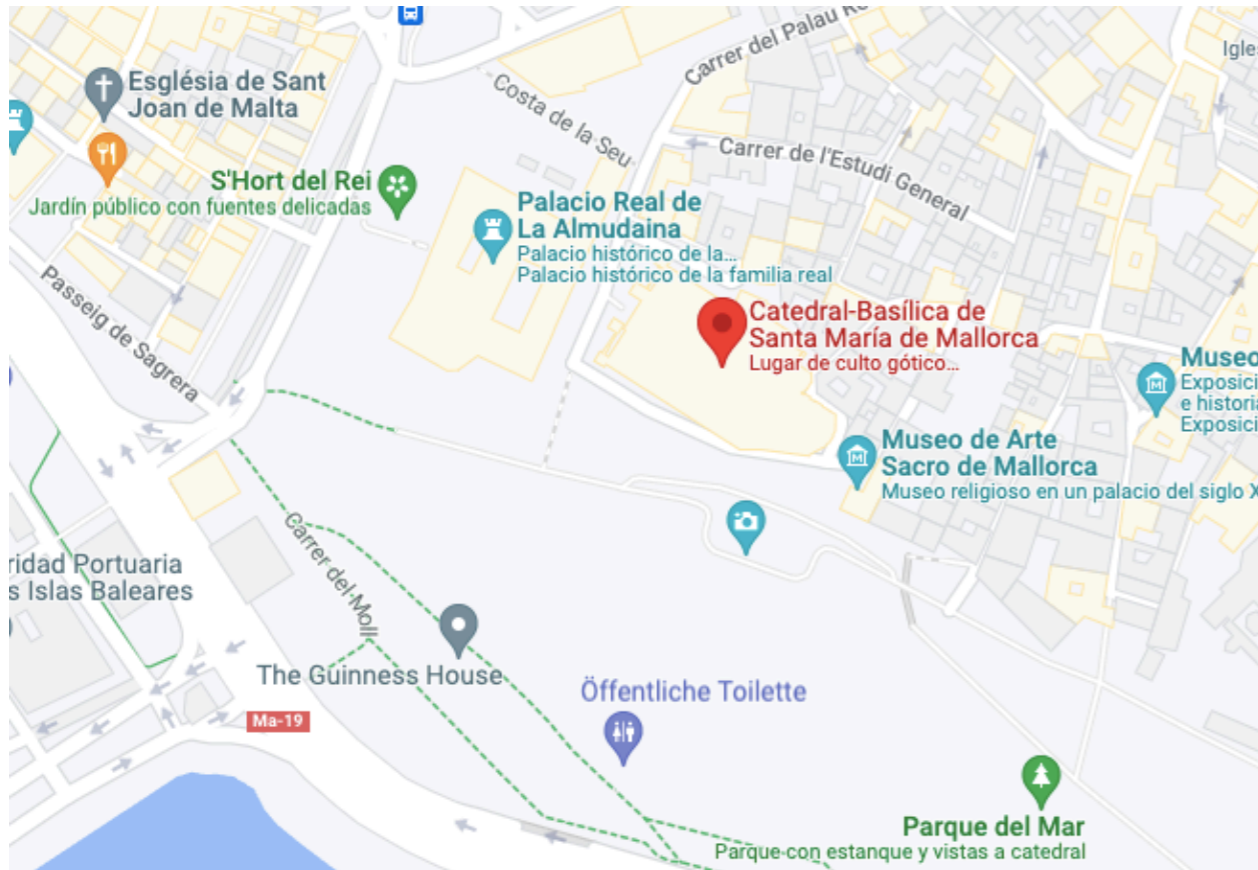 Carrer del Palau R
Igle
Església de Sant
Joan de Malta
Costa de la Seu
Carrer de l'Estudi General
S'Hort del Rei
Jardín público con fuentes delicadas
Palacio Real de
La Almudaina
Palacio histórico de la...
Palacio histórico de la familia real
Passeig de Sagrera
Catedral-Basílica de
Santa María de Mallorca
Lugar de culto gótico...
Museo
Exposici
e historia
Exposici
Museo de Arte
Sacro de Mallorca
Museo religioso en un palacio del siglo X
Carrer del Moll
ridad Portuaria
s Islas Baleares
The Guinness House
Öffentliche Toilette
Ma-19
Parque del Mar
Parque con estanque y vistas a catedral